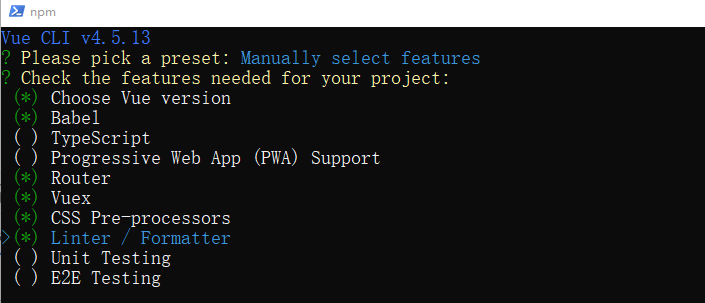 npm
Vue CLI v4.5.13
? Please pick a preset: Manually select features
? Check the features needed for your project:
(*) Choose Vue version
(*) Babel
( ) TypeScript
( ) Progressive Web App (PWA) Support
(*) Router
(*) Vuex
(*) CSS Pre-processors
>(*) Linter / Formatter
( ) Unit Testing
( ) E2E Testing